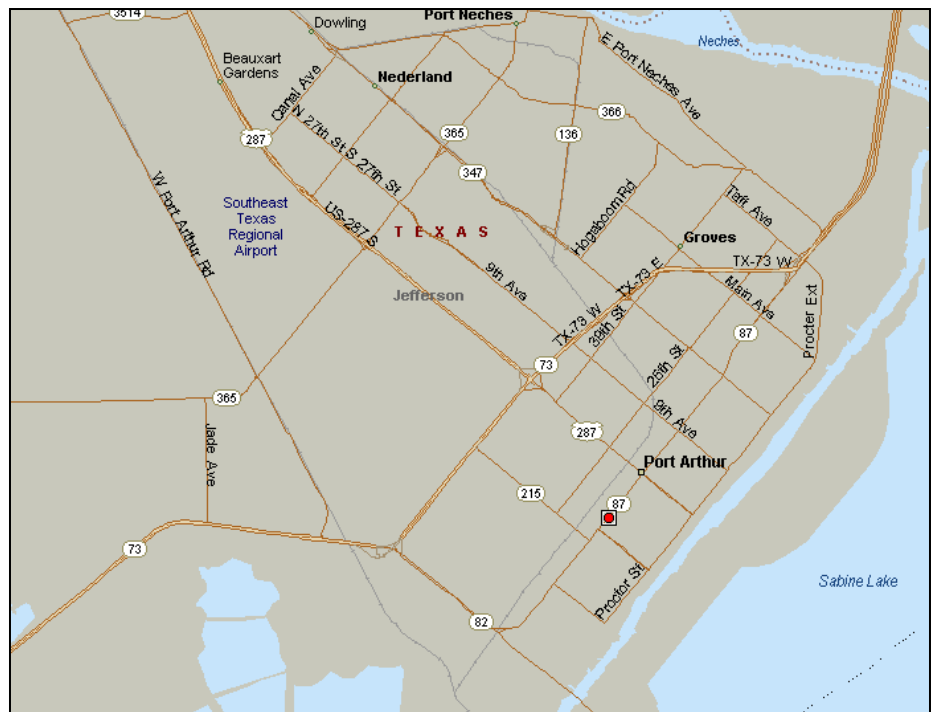 3514
Port Neches
Dowling
Neches
Beauxart
Gardens
Canal Ave
Nederland
E Port Neches Ave
366
287
N 27th St S 27th St
365
136
347
W Port Arthur Rd
Southeast
Texas
Regional
Airport
US-287 S
TEXAS
Hogaboom Rd
Taft Ave
Groves
TX-73 W
9th Ave
TX-73 E
Jefferson
Main Ave
Procter Ext
TX-73 W
39th St
87
73
26th St
365
9th Ave
287
Jade Ave
Port Arthur
215
87
73
Proctor St
Sabine Lake
82